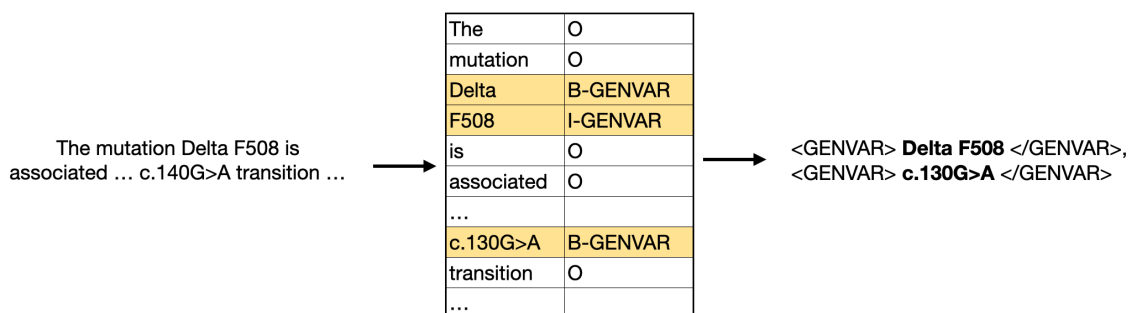 The mutation Delta F508 is
associated … c.140G>A transition …
The O
mutation O
Delta B-GENVAR
F508 I-GENVAR
is O
associated O
…
c.130G>A B-GENVAR
transition O
…
<GENVAR> Delta F508 </GENVAR>,
<GENVAR> c.130G>A </GENVAR>